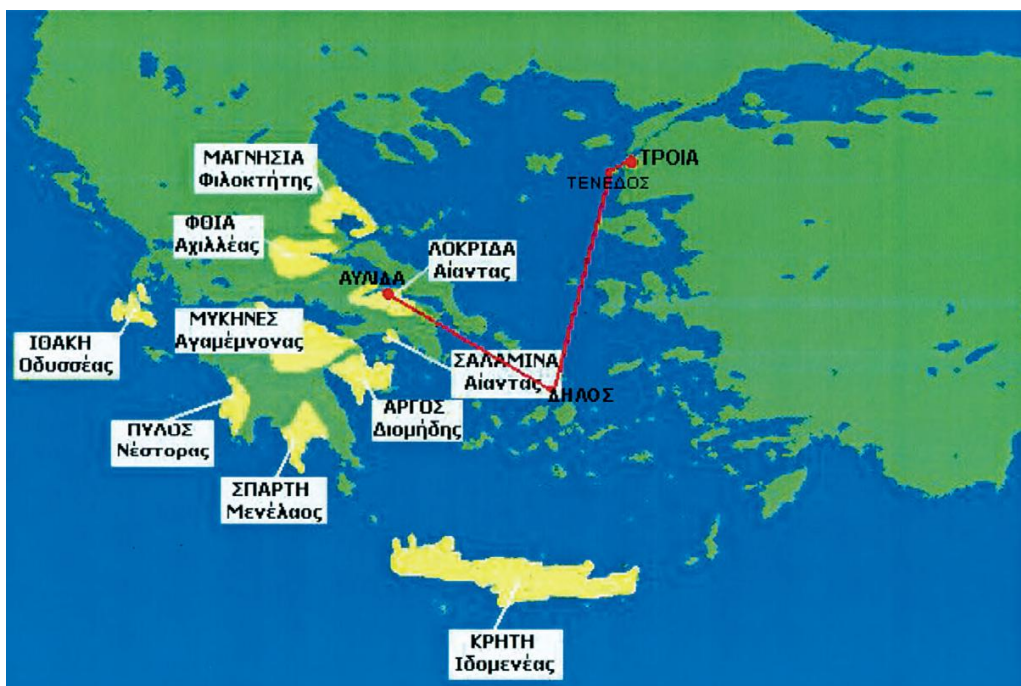 ΜΑΓΝΗΣΙΑ
Φιλοκτήτης
ΤΡΟΙΑ
ΤΕΝΕΔΟΣ
ΦΘΙΑ
Αχιλλέας
ΛΟΚΡΙΔΑ
Αίαντας
ΑΥΛΙΔΑ
ΜΥΚΗΝΕΣ
Αγαμέμνονας
ΙΘΑΚΗ
Οδυσσέας
ΣΑΛΑΜΙΝΑ
Αίαντας
ΔΗΛΟΣ
ΑΡΓΟΣ
Διομήδης
ΠΥΛΟΣ
Νέστορας
ΣΠΑΡΤΗ
Μενέλαος
ΚΡΗΤΗ
Ιδομενέας